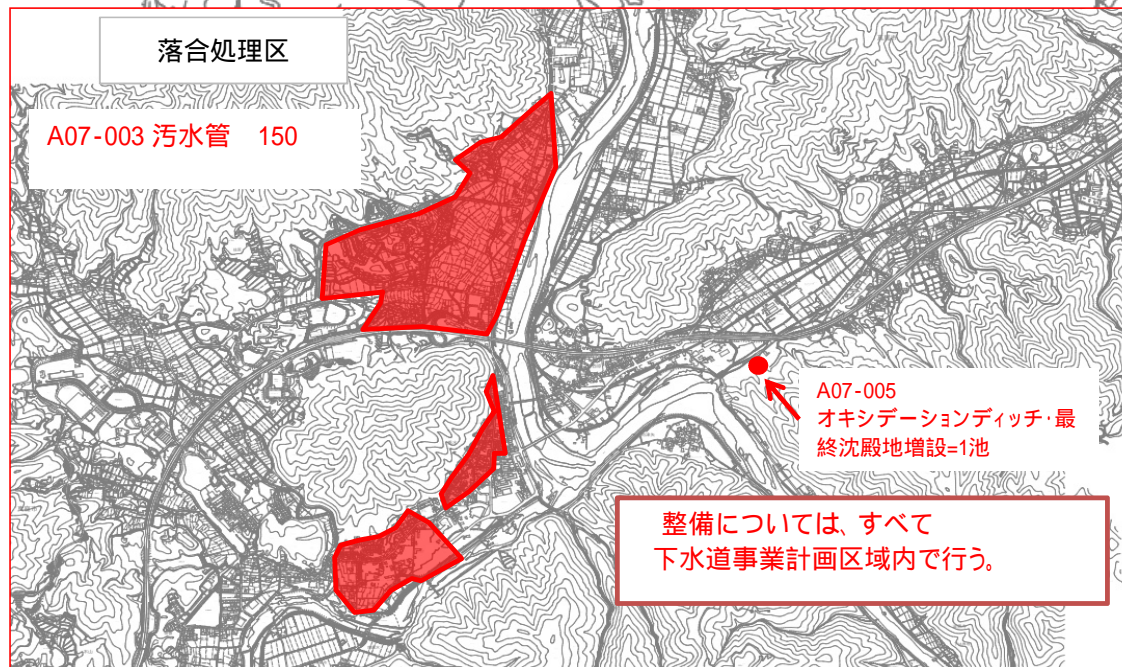 落合処理区
A07-003 汚水管　150
A07-005
オキシデーションディッチ・最
終沈殿地増設=1池
整備については、すべて
下水道事業計画区域内で行う。